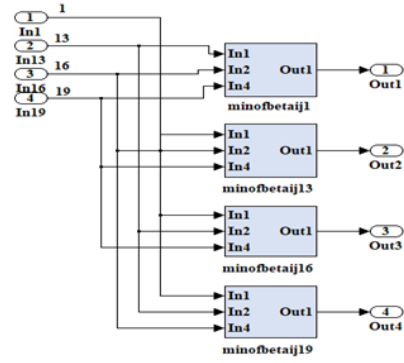 1
1
In1
13
2
In13
16
3
In16
19
4
In19
In1
In2
Out1
In4
minofbetaij1
1
Out1
In1
In2
Out1
In4
minofbetaij13
2
Out2
In1
In2
Out1
In4
minofbetaij16
3
Out3
In1
In2
Out1
In4
minofbetaij19
4
Out4